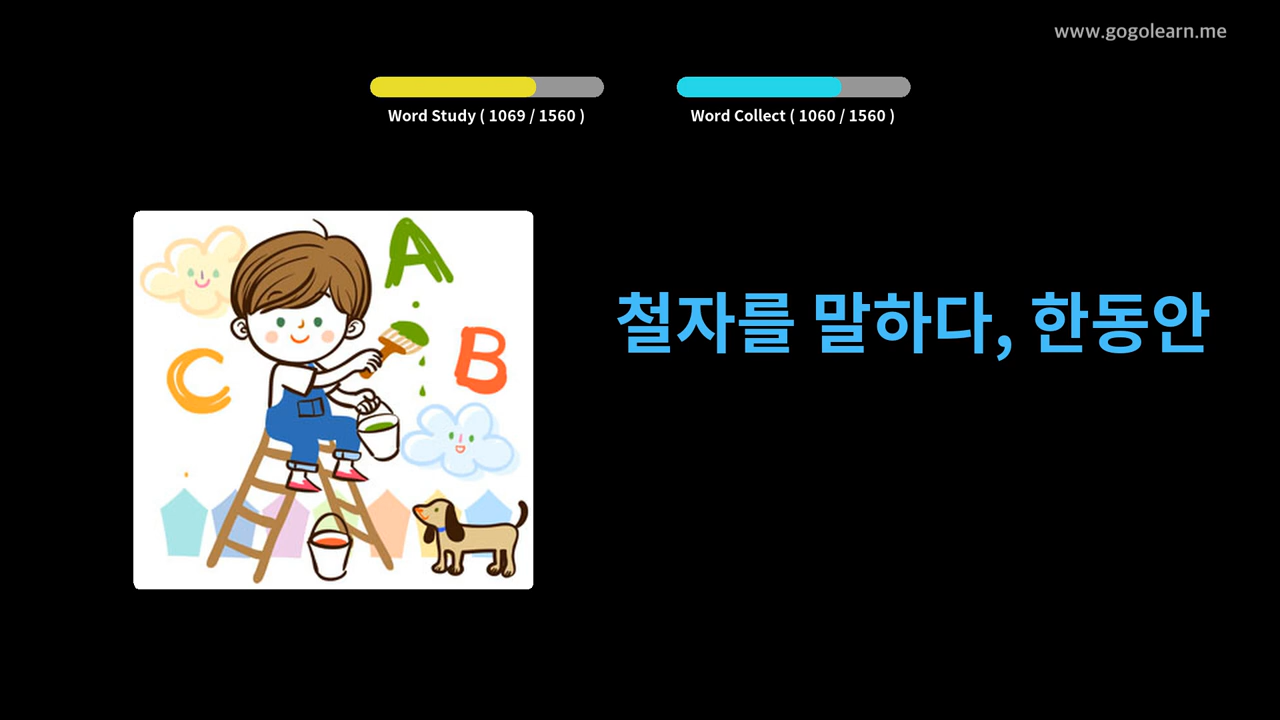 www.gogolearn.me
Word Study ( 1069 / 1560 )
Word Collect ( 1060 / 1560 )
A
B
C
철자를 말하다, 한동안